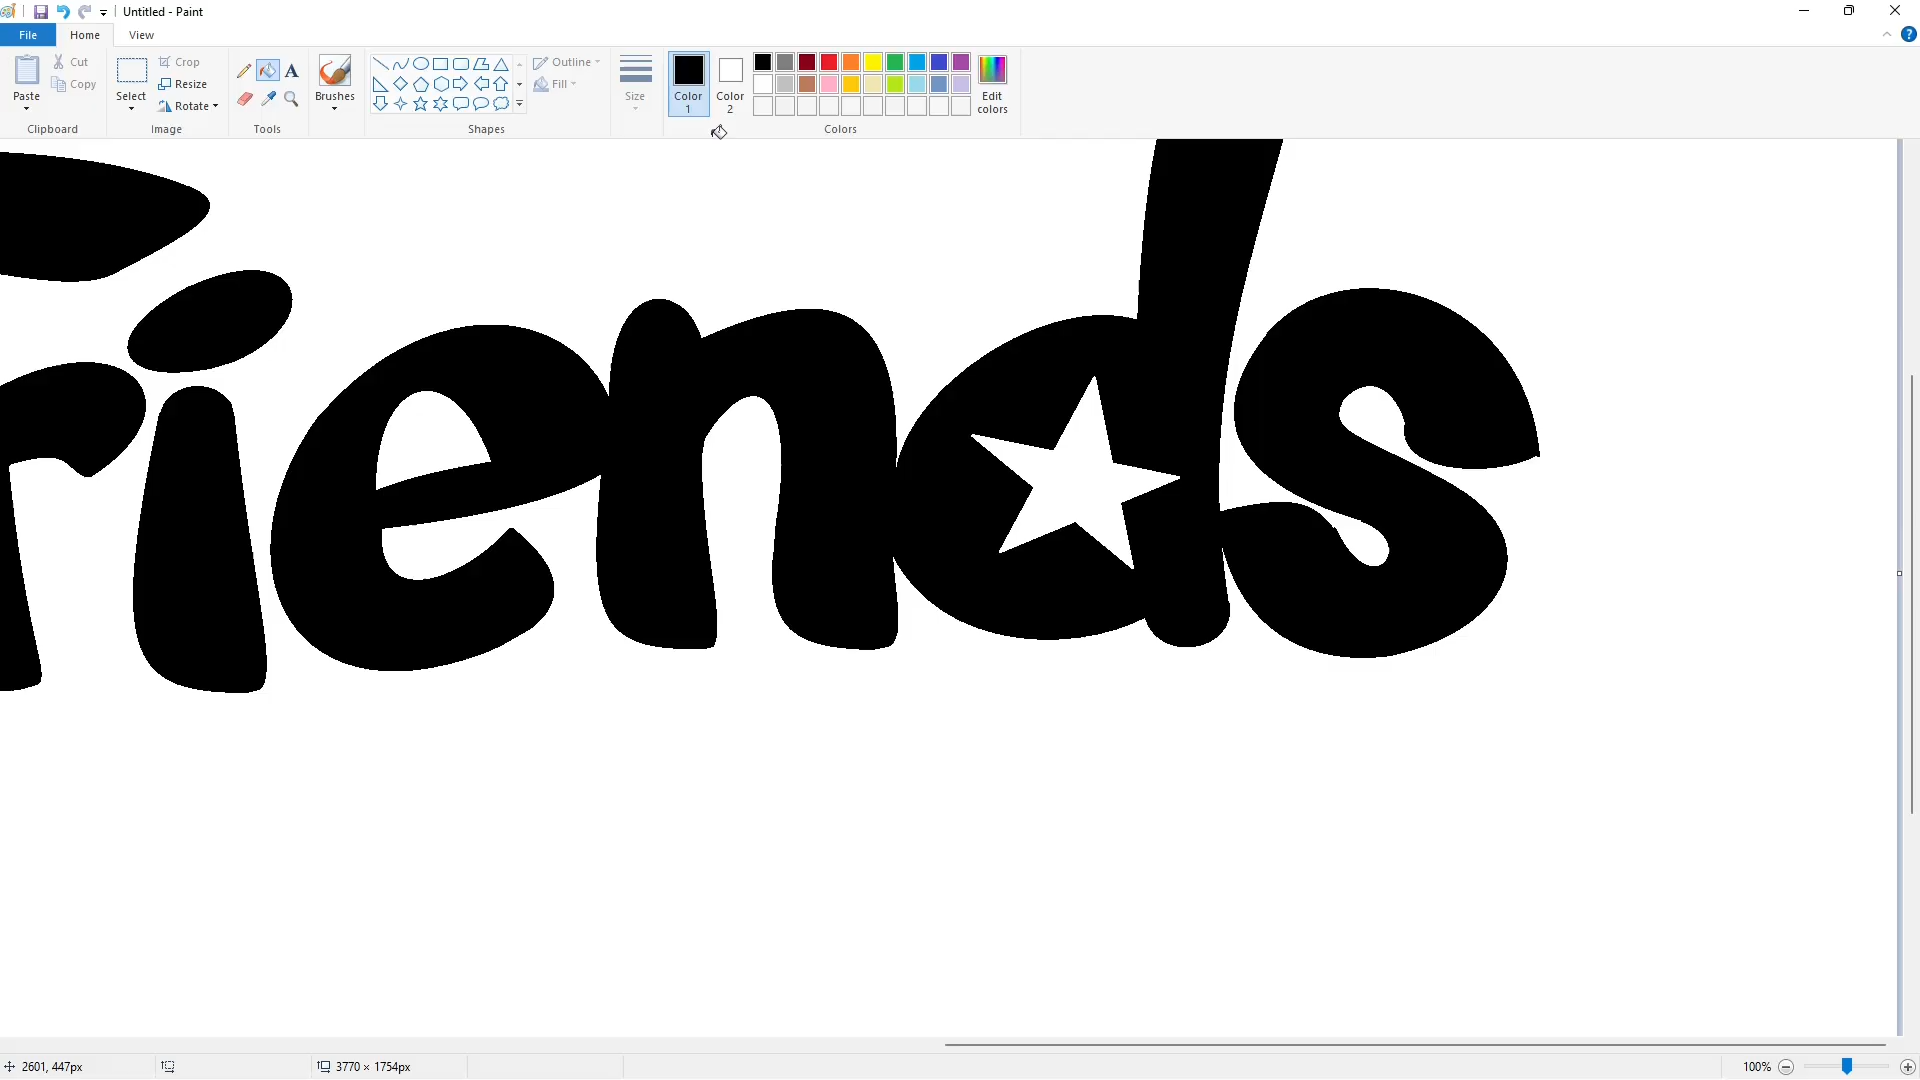 Untitled - Paint
File Home View
Paste Cut Copy
Clipboard
Select Crop Resize Rotate
Image
A
Tools
Brushes
Outline Fill
Shapes
Size
Color 1 Color 2
Edit colors
Colors
?
riends
2601, 447px 3770 × 1754px 100%